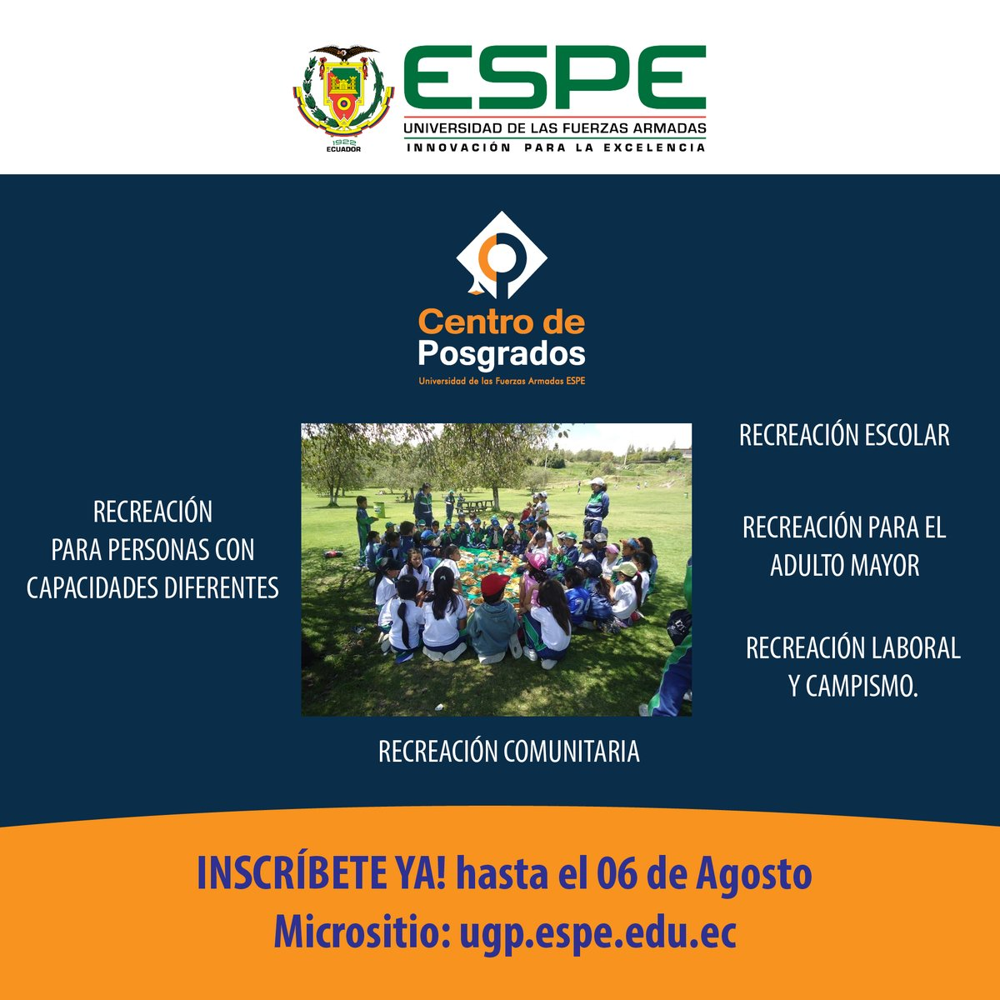 ESPE
UNIVERSIDAD DE LAS FUERZAS ARMADAS
INNOVACIÓN PARA LA EXCELENCIA
1922
ECUADOR
Centro de
Posgrados
Universidad de las Fuerzas Armadas ESPE
RECREACIÓN
PARA PERSONAS CON
CAPACIDADES DIFERENTES
RECREACIÓN ESCOLAR
RECREACIÓN PARA EL
ADULTO MAYOR
RECREACIÓN LABORAL
Y CAMPISMO.
RECREACIÓN COMUNITARIA
INSCRÍBETE YA! hasta el 06 de Agosto
Micrositio: ugp.espe.edu.ec